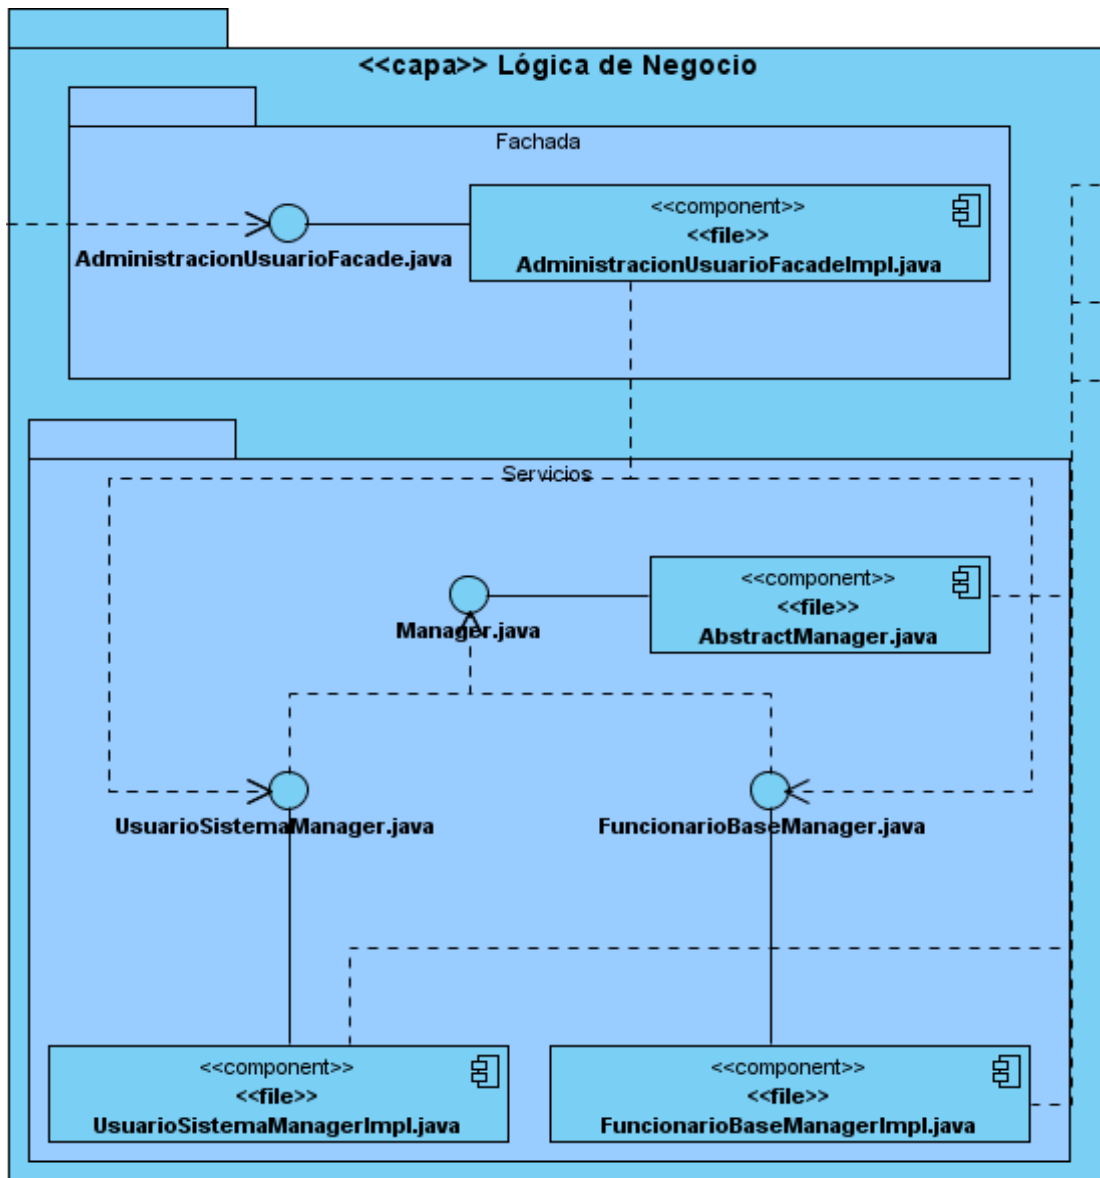 <<capa>> Lógica de Negocio
Fachada
<<component>>
<<file>>
AdministracionUsuarioFacadeImpl.java
AdministracionUsuarioFacade.java
Servicios
<<component>>
<<file>>
AbstractManager.java
Manager.java
UsuarioSistemaManager.java
FuncionarioBaseManager.java
<<component>>
<<file>>
UsuarioSistemaManagerImpl.java
<<component>>
<<file>>
FuncionarioBaseManagerImpl.java